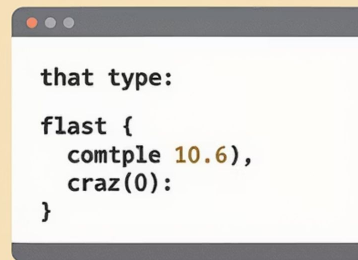 that type:
flast {
comtple 10.6),
craz(0):
}